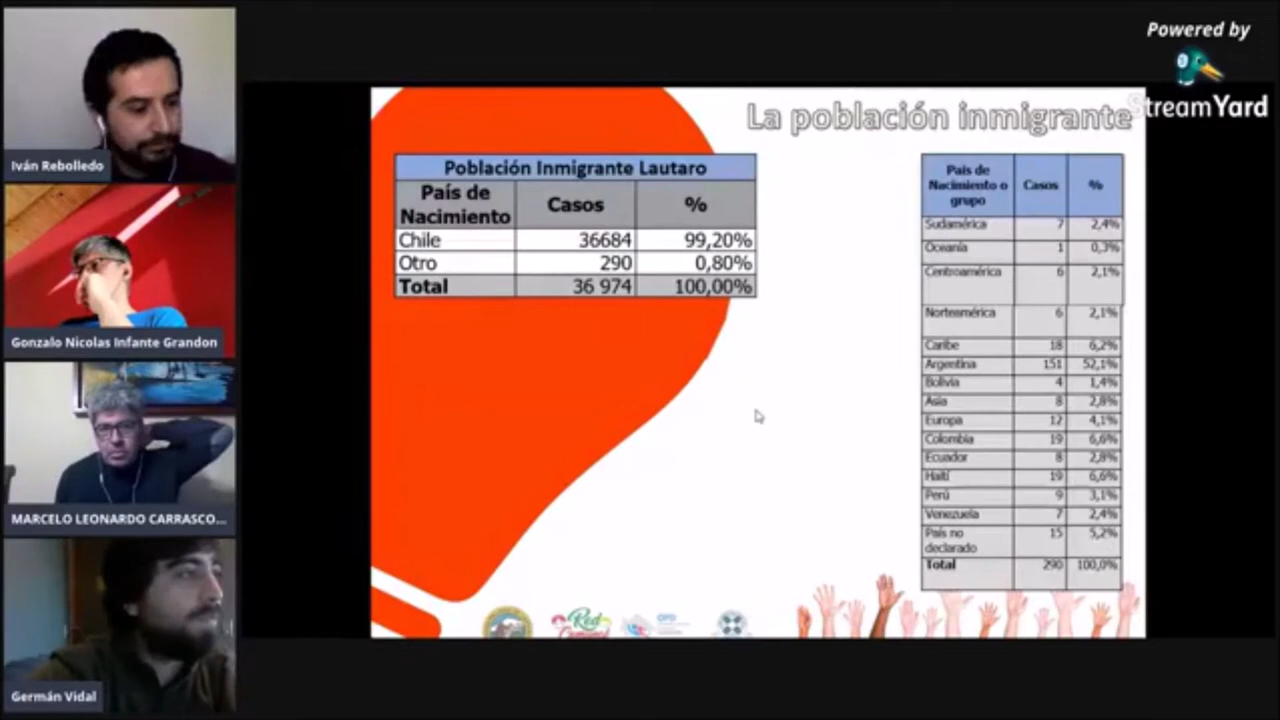 Powered by
StreamYard
Iván Rebolledo
Gonzalo Nicolas Infante Grandon
MARCELO LEONARDO CARRASCO...
Germán Vidal
La población inmigrante
Población Inmigrante Lautaro
País de Nacimiento Casos %
Chile 36684 99,20%
Otro 290 0,80%
Total 36 974 100,00%
País de Nacimiento o grupo Casos %
Sudamérica 7 2,4%
Oceanía 1 0,3%
Centroamérica 6 2,1%
Norteamérica 6 2,1%
Caribe 18 6,2%
Argentina 151 52,1%
Bolivia 4 1,4%
Asia 8 2,8%
Europa 12 4,1%
Colombia 19 6,6%
Ecuador 8 2,8%
Haití 19 6,6%
Perú 9 3,1%
Venezuela 7 2,4%
País no declarado 15 5,2%
Total 290 100,0%
Red
OPD